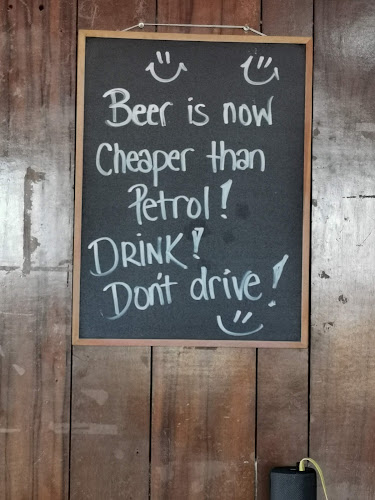 Beer is now
Cheaper than
Petrol!
DRINK!
Don't drive!